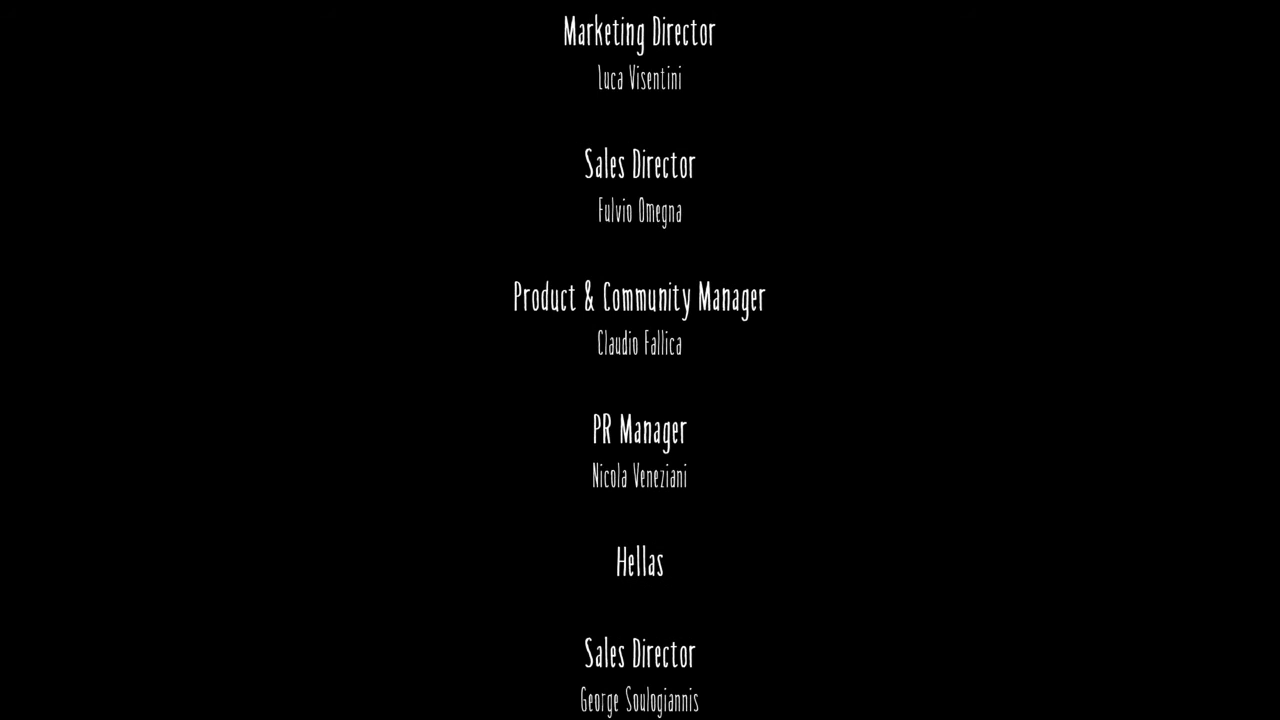 Marketing Director
Luca Visentini
Sales Director
Fulvio Omegna
Product & Community Manager
Claudio Fallica
PR Manager
Nicola Veneziani
Hellas
Sales Director
George Soulogiannis